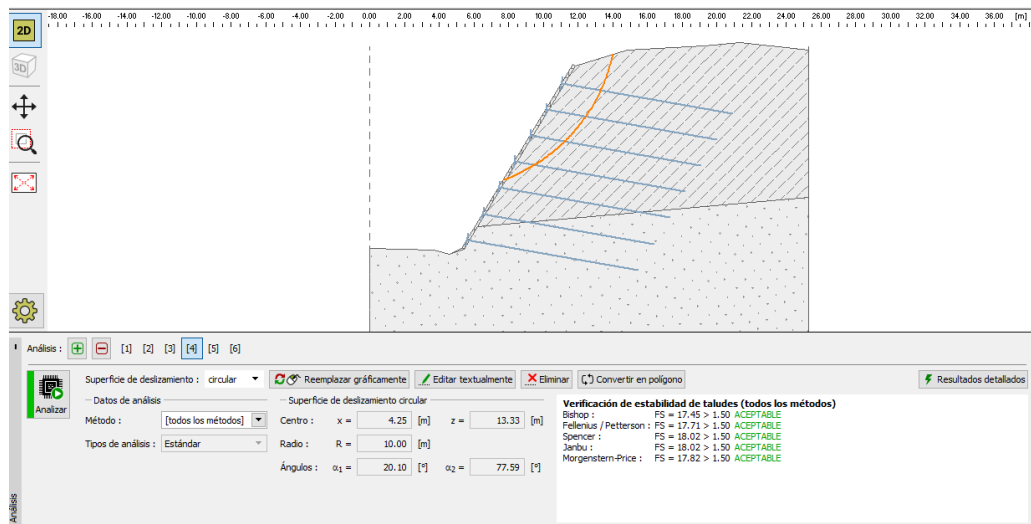 -18.00 -16.00 -14.00 -12.00 -10.00 -8.00 -6.00 -4.00 -2.00 0.00 2.00 4.00 6.00 8.00 10.00 12.00 14.00 16.00 18.00 20.00 22.00 24.00 26.00 28.00 30.00 32.00 34.00 36.00 [m]
2D
3D
Análisis : [1] [2] [3] [4] [5] [6]
Analizar
Superficie de deslizamiento : circular Reemplazar gráficamente Editar textualmente Eliminar Convertir en polígono Resultados detallados
Datos de análisis
Método : [todos los métodos]
Tipos de análisis : Estándar
Superficie de deslizamiento circular
Centro : x = 4.25 [m] z = 13.33 [m]
Radio : R = 10.00 [m]
Ángulos : α1 = 20.10 [°] α2 = 77.59 [°]
Verificación de estabilidad de taludes (todos los métodos)
Bishop : FS = 17.45 > 1.50 ACEPTABLE
Fellenius / Petterson : FS = 17.71 > 1.50 ACEPTABLE
Spencer : FS = 18.02 > 1.50 ACEPTABLE
Janbu : FS = 18.02 > 1.50 ACEPTABLE
Morgenstern-Price : FS = 17.82 > 1.50 ACEPTABLE
Análisis